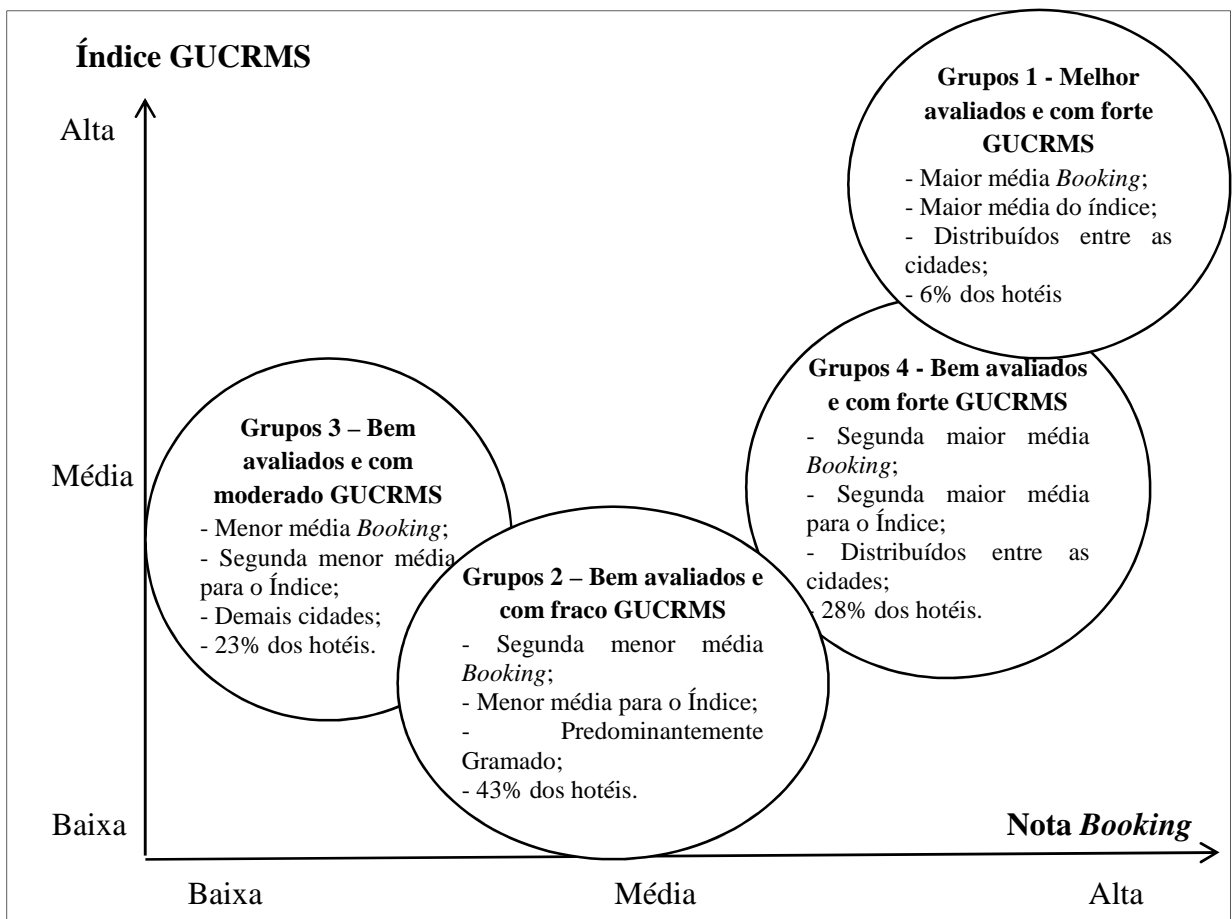 Índice GUCRMS
Alta
Média
Baixa
Grupos 1 - Melhor
avaliados e com forte
GUCRMS
- Maior média Booking;
- Maior média do índice;
- Distribuídos entre as
cidades;
- 6% dos hotéis
Grupos 4 - Bem avaliados
e com forte GUCRMS
- Segunda maior média
Booking;
- Segunda maior média
para o Índice;
- Distribuídos entre as
cidades;
- 28% dos hotéis.
Grupos 3 – Bem
avaliados e com
moderado GUCRMS
- Menor média Booking;
- Segunda menor média
para o Índice;
- Demais cidades;
- 23% dos hotéis.
Grupos 2 – Bem avaliados e
com fraco GUCRMS
- Segunda menor média
Booking;
- Menor média para o Índice;
- Predominantemente
Gramado;
- 43% dos hotéis.
Nota Booking
Baixa
Média
Alta